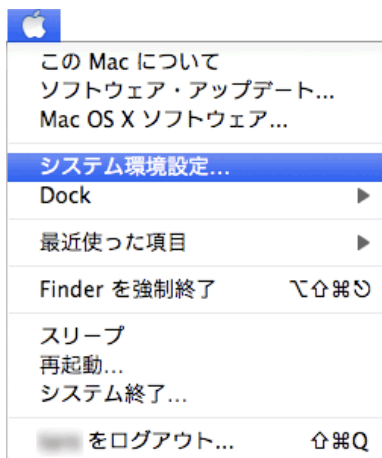 この Mac について
ソフトウェア・アップデート...
Mac OS X ソフトウェア...
システム環境設定...
Dock ▶
最近使った項目 ▶
Finder を強制終了 ⌥⇧⌘⎋
スリープ
再起動...
システム終了...
をログアウト... ⇧⌘Q